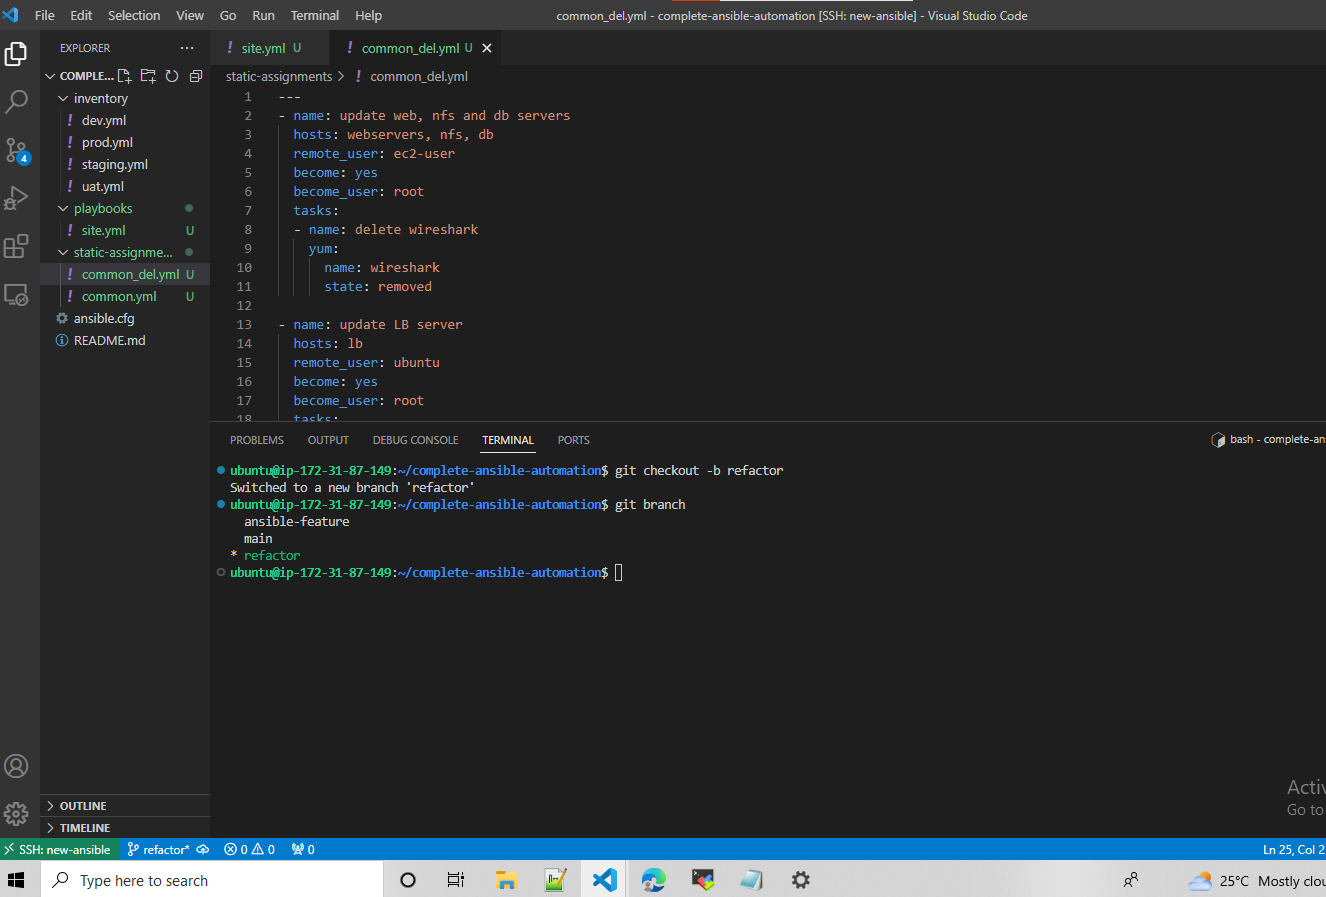 File Edit Selection View Go Run Terminal Help
common_del.yml - complete-ansible-automation [SSH: new-ansible] - Visual Studio Code
EXPLORER ···
COMPLE...
inventory
! dev.yml
! prod.yml
! staging.yml
! uat.yml
playbooks
! site.yml U
static-assignme...
! common_del.yml U
! common.yml U
ansible.cfg
README.md
4
OUTLINE
TIMELINE
! site.yml U
! common_del.yml U
static-assignments > ! common_del.yml
1 ---
2 - name: update web, nfs and db servers
3 hosts: webservers, nfs, db
4 remote_user: ec2-user
5 become: yes
6 become_user: root
7 tasks:
8 - name: delete wireshark
9 yum:
10 name: wireshark
11 state: removed
12
13 - name: update LB server
14 hosts: lb
15 remote_user: ubuntu
16 become: yes
17 become_user: root
18 tasks:
PROBLEMS OUTPUT DEBUG CONSOLE TERMINAL PORTS
bash - complete-ans
ubuntu@ip-172-31-87-149:~/complete-ansible-automation$ git checkout -b refactor
Switched to a new branch 'refactor'
ubuntu@ip-172-31-87-149:~/complete-ansible-automation$ git branch
ansible-feature
main
* refactor
ubuntu@ip-172-31-87-149:~/complete-ansible-automation$
Activ
Go to
SSH: new-ansible refactor* 0 0 0
Ln 25, Col 2
Type here to search
25°C Mostly clou